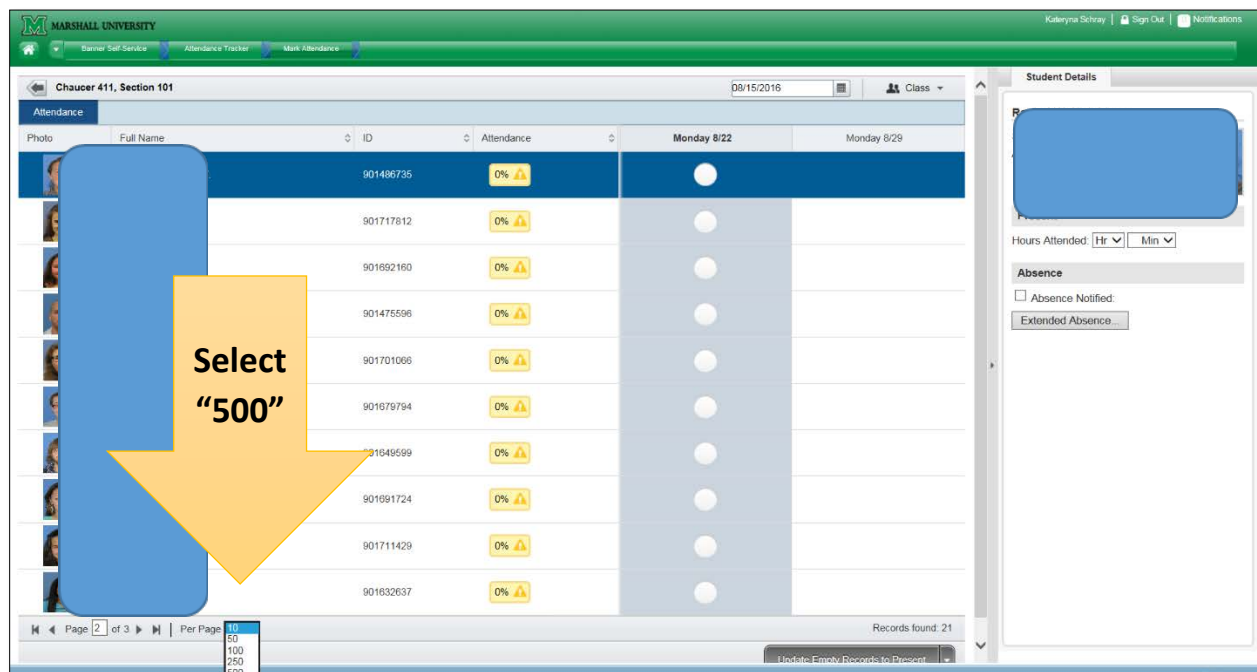 MARSHALL UNIVERSITY
Kateryna Schray | Sign Out | Notifications
Banner Self-Service Attendance Tracker Mark Attendance
Chaucer 411, Section 101 08/15/2016 Class
Student Details
Attendance
Photo Full Name ID Attendance Monday 8/22 Monday 8/29
901486735 0%
901717812 0%
Hours Attended: Hr Min
901692160 0%
Absence
Absence Notified:
901475596 0%
Extended Absence...
Select
901701066 0%
“500”
901679794 0%
0%
901691724 0%
901711429 0%
901632637 0%
Page 2 of 3 | Per Page 10 Records found: 21
50
100
250
500
Update Empty Records to Present